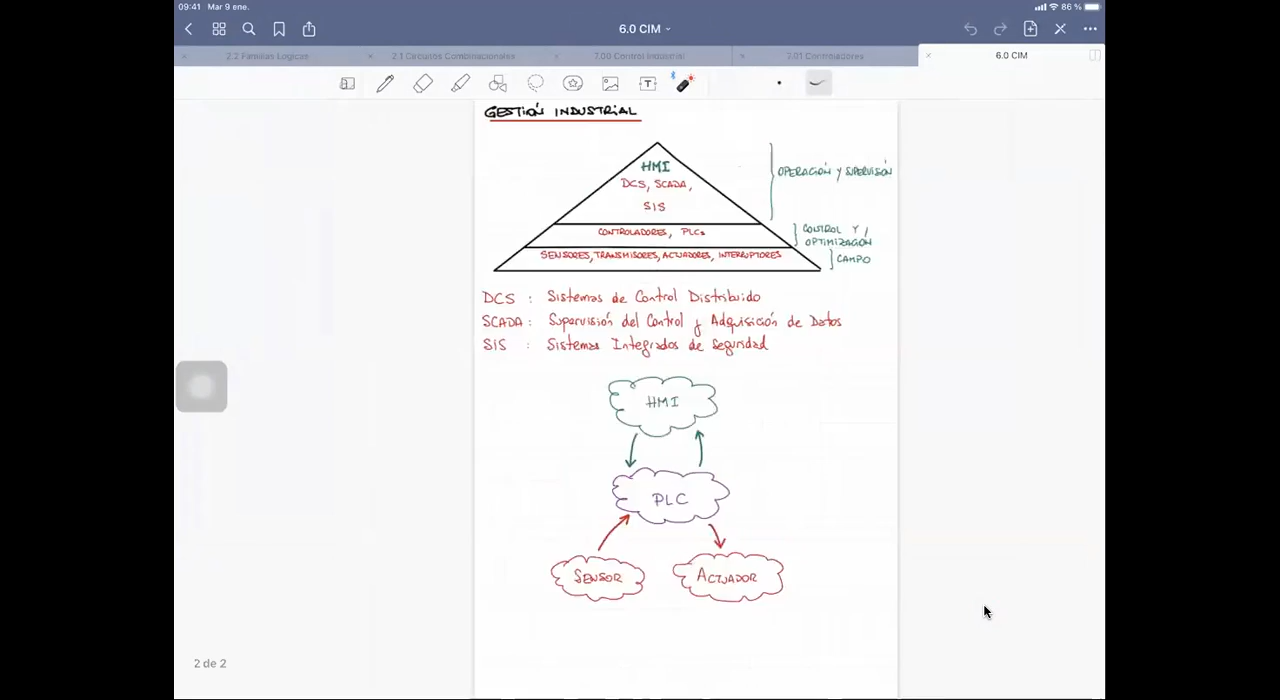 09:41 Mar 9 ene.
86 %
6.0 CIM
2.2 Familias Logicas
2.1 Circuitos Combinacionales
7.00 Control Industrial
7.01 Controladores
6.0 CIM
GESTIÓN INDUSTRIAL
HMI
DCS, SCADA,
SIS
OPERACIÓN Y SUPERVISIÓN
CONTROLADORES, PLCs
CONTROL Y
OPTIMIZACIÓN
SENSORES, TRANSMISORES, ACTUADORES, INTERRUPTORES
CAMPO
DCS : Sistemas de Control Distribuido
SCADA : Supervisión del Control y Adquisición de Datos
SIS : Sistemas Integrados de Seguridad
HMI
PLC
SENSOR
ACTUADOR
2 de 2